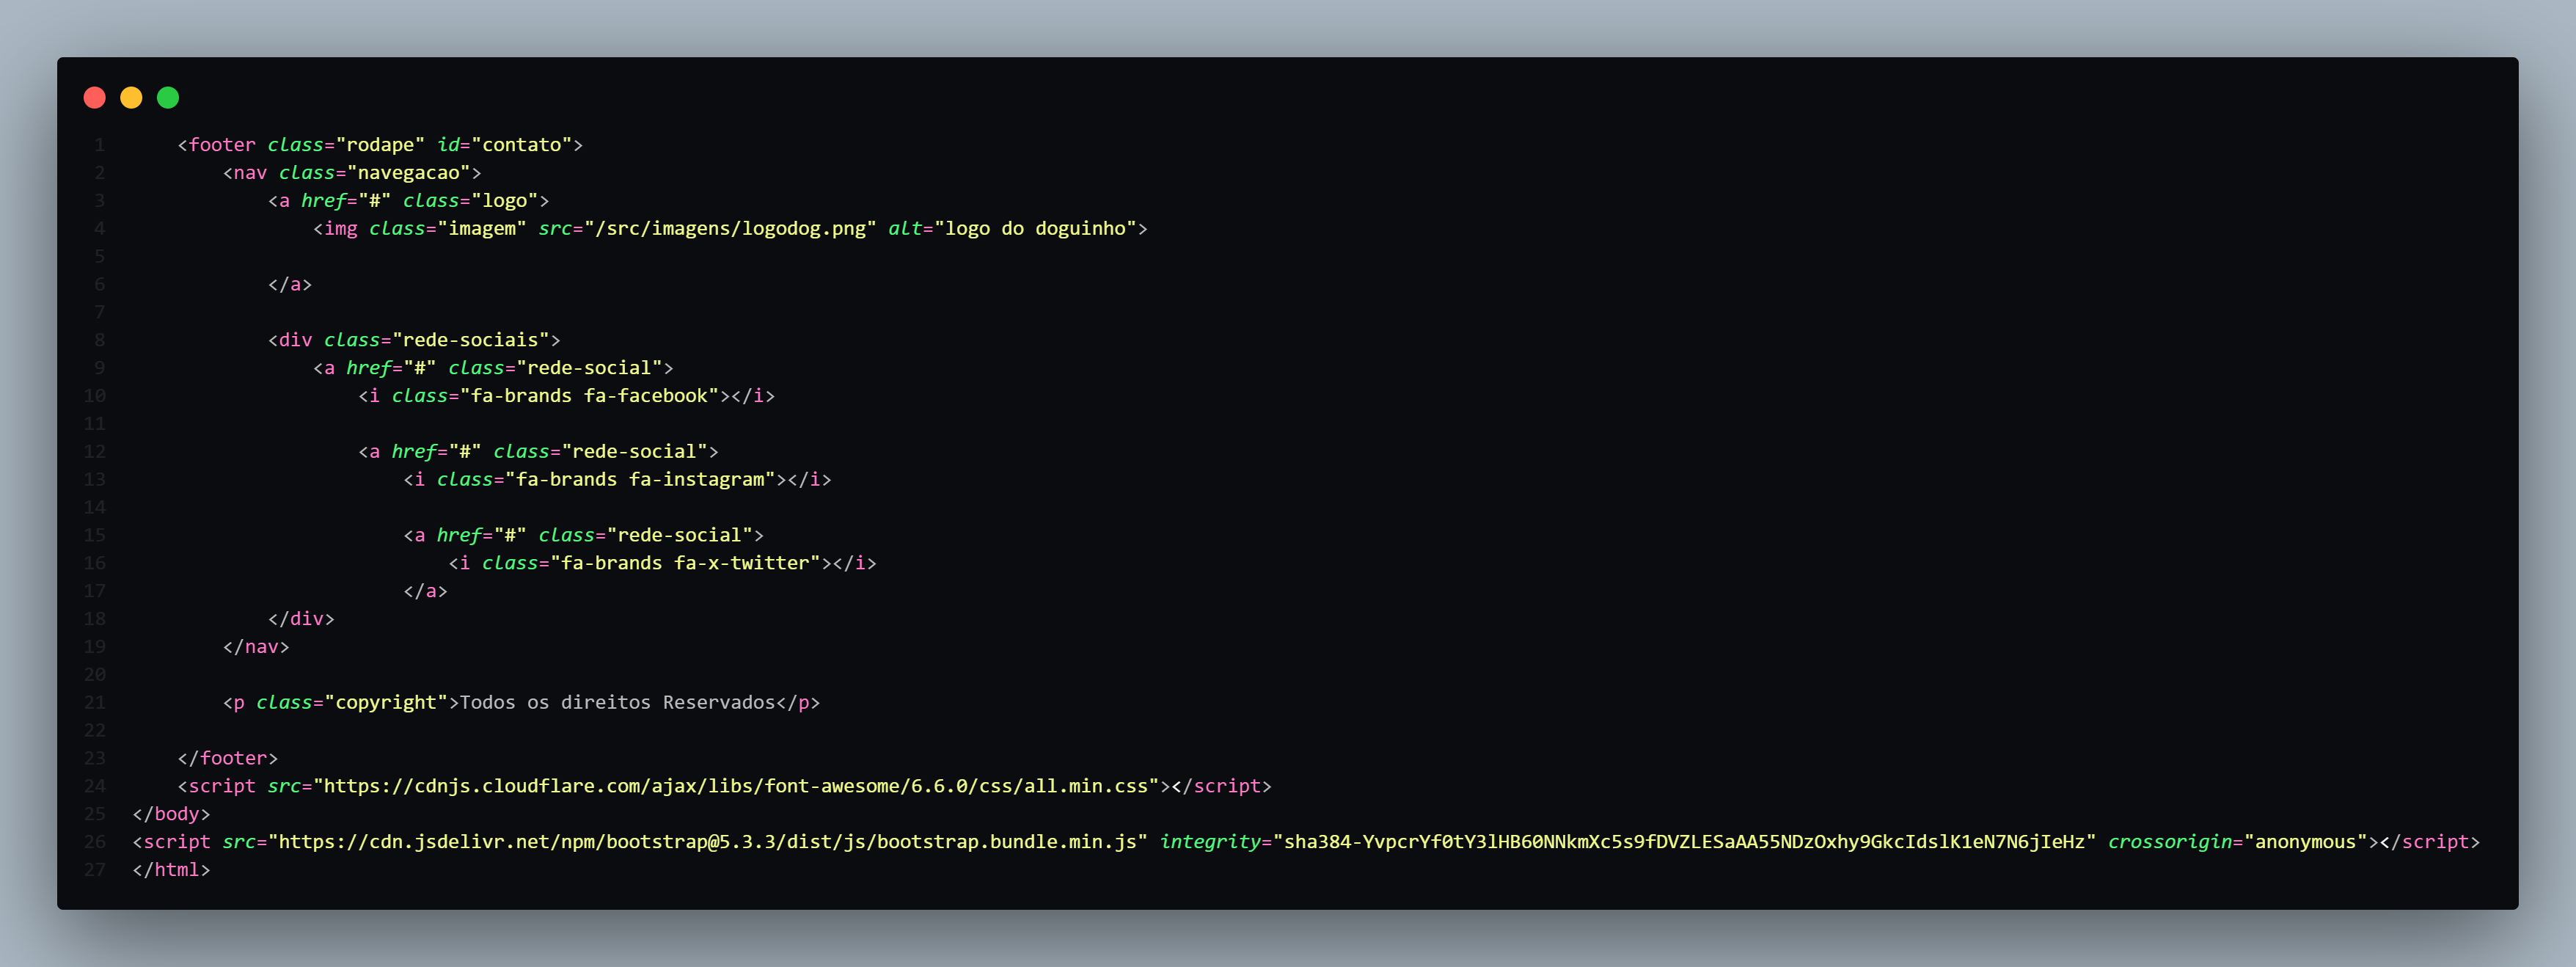 1 <footer class="rodape" id="contato">
2 <nav class="navegacao">
3 <a href="#" class="logo">
4 <img class="imagem" src="/src/imagens/logodog.png" alt="logo do doguinho">
5
6 </a>
7
8 <div class="rede-sociais">
9 <a href="#" class="rede-social">
10 <i class="fa-brands fa-facebook"></i>
11
12 <a href="#" class="rede-social">
13 <i class="fa-brands fa-instagram"></i>
14
15 <a href="#" class="rede-social">
16 <i class="fa-brands fa-x-twitter"></i>
17 </a>
18 </div>
19 </nav>
20
21 <p class="copyright">Todos os direitos Reservados</p>
22
23 </footer>
24 <script src="https://cdnjs.cloudflare.com/ajax/libs/font-awesome/6.6.0/css/all.min.css"></script>
25 </body>
26 <script src="https://cdn.jsdelivr.net/npm/bootstrap@5.3.3/dist/js/bootstrap.bundle.min.js" integrity="sha384-YvpcrYf0tY3lHB60NNkmXc5s9fDVZLESaAA55NDzOxhy9GkcIdslK1eN7N6jIeHz" crossorigin="anonymous"></script>
27 </html>